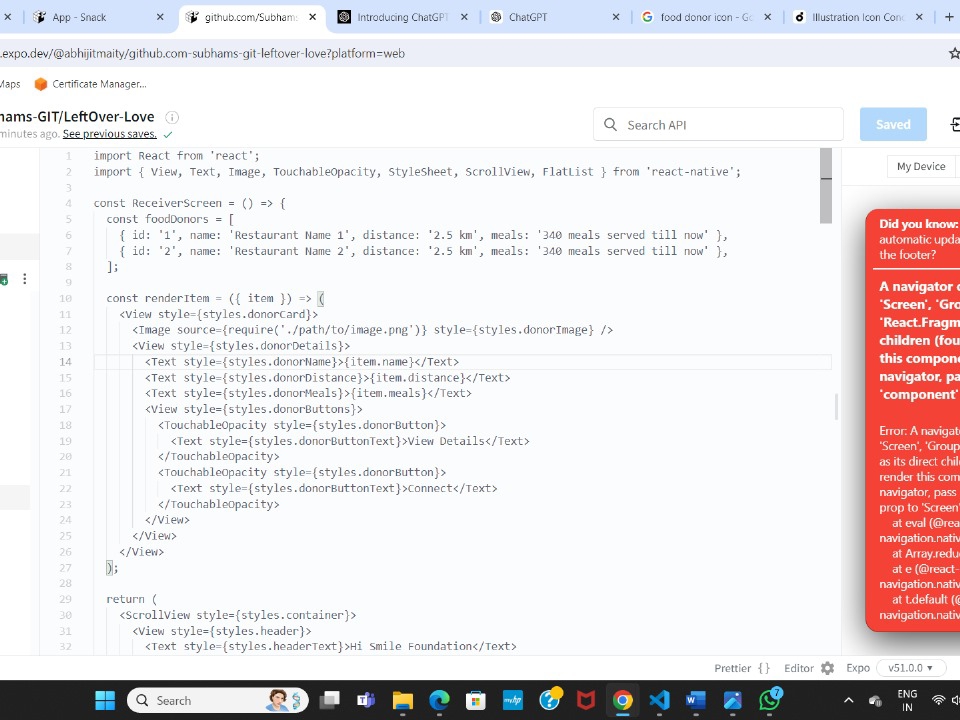 App - Snack
github.com/Subham
Introducing ChatGP
ChatGPT
food donor icon - Go
Illustration Icon Con
.expo.dev/@abhijitmaity/github.com-subhams-git-leftover-love?platform=web
Maps
Certificate Manager...
hams-GIT/LeftOver-Love
minutes ago. See previous saves.
Search API
Saved
My Device
1 import React from 'react';
2 import { View, Text, Image, TouchableOpacity, StyleSheet, ScrollView, FlatList } from 'react-native';
3
4 const ReceiverScreen = () => {
5 const foodDonors = [
6 { id: '1', name: 'Restaurant Name 1', distance: '2.5 km', meals: '340 meals served till now' },
7 { id: '2', name: 'Restaurant Name 2', distance: '2.5 km', meals: '340 meals served till now' },
8 ];
9
10 const renderItem = ({ item }) => (
11 <View style={styles.donorCard}>
12 <Image source={require('./path/to/image.png')} style={styles.donorImage} />
13 <View style={styles.donorDetails}>
14 <Text style={styles.donorName}>{item.name}</Text>
15 <Text style={styles.donorDistance}>{item.distance}</Text>
16 <Text style={styles.donorMeals}>{item.meals}</Text>
17 <View style={styles.donorButtons}>
18 <TouchableOpacity style={styles.donorButton}>
19 <Text style={styles.donorButtonText}>View Details</Text>
20 </TouchableOpacity>
21 <TouchableOpacity style={styles.donorButton}>
22 <Text style={styles.donorButtonText}>Connect</Text>
23 </TouchableOpacity>
24 </View>
25 </View>
26 </View>
27 );
28
29 return (
30 <ScrollView style={styles.container}>
31 <View style={styles.header}>
32 <Text style={styles.headerText}>Hi Smile Foundation</Text>
Did you know:
automatic upda
the footer?
A navigator c
'Screen', 'Gro
'React.Fragm
children (fou
this compone
navigator, pa
'component'
Error: A navigato
'Screen', 'Group
as its direct chil
render this com
navigator, pass
prop to 'Screen'
at eval (@rea
navigation.nativ
at Array.redu
at e (@react-
navigation.nativ
at t.default (@
navigation.nativ
Prettier { }
Editor
Expo
v51.0.0
Search
7
ENG
IN